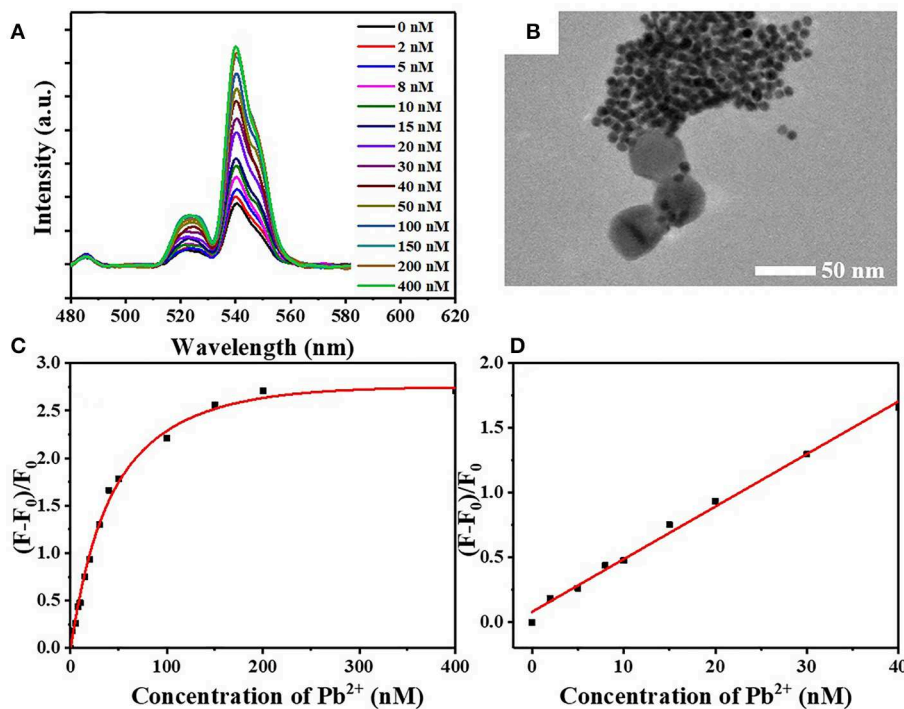 A
Intensity (a.u.)
0 nM
2 nM
5 nM
8 nM
10 nM
15 nM
20 nM
30 nM
40 nM
50 nM
100 nM
150 nM
200 nM
400 nM
480 500 520 540 560 580 600 620
Wavelength (nm)
B
50 nm
C
(F-F₀)/F₀
3.0
2.5
2.0
1.5
1.0
0.5
0.0
0 100 200 300 400
Concentration of Pb²⁺ (nM)
D
(F-F₀)/F₀
2.0
1.5
1.0
0.5
0.0
0 10 20 30 40
Concentration of Pb²⁺ (nM)